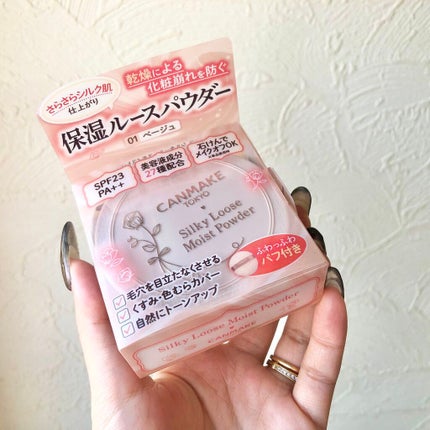 さらさらシルク肌
仕上がり
乾燥による
化粧崩れを防ぐ
保湿ルースパウダー
01 ベージュ
SPF23
PA++
美容液成分
27種配合
石けんで
メイクオフOK
CANMAKE
TOKYO
Silky Loose
Moist Powder
ふわっふわ
パフ付き
毛穴を目立たなくさせる
くすみ・色むらカバー
自然にトーンアップ
Silky Loose Moist Powder
CANMAKE